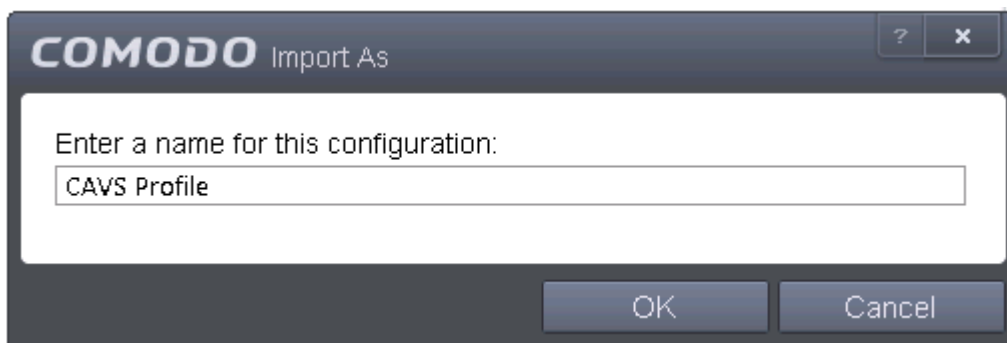 COMODO Import As
? ×
Enter a name for this configuration:
CAVS Profile
OK Cancel